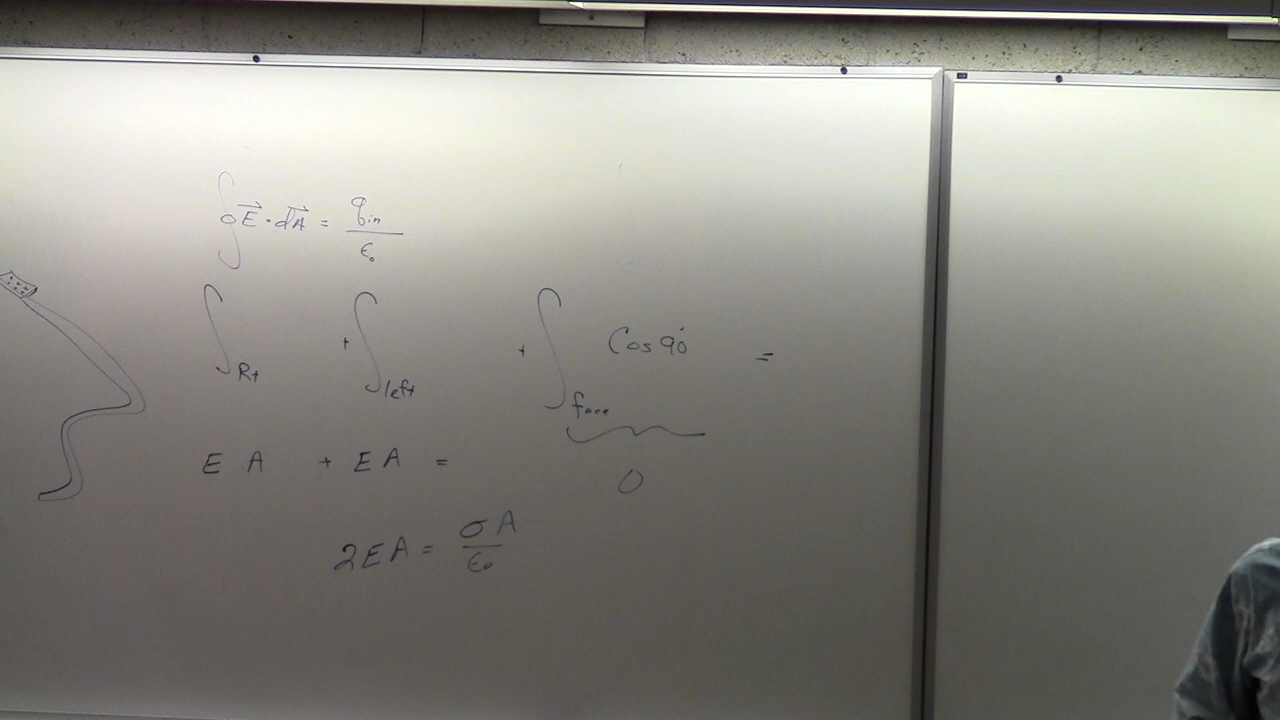 ∮E⃗ · dA⃗ = q_in / ϵ₀
∫_Rt + ∫_left + ∫_face Cos 90° =
0
E A + E A =
2EA = σA / ϵ₀